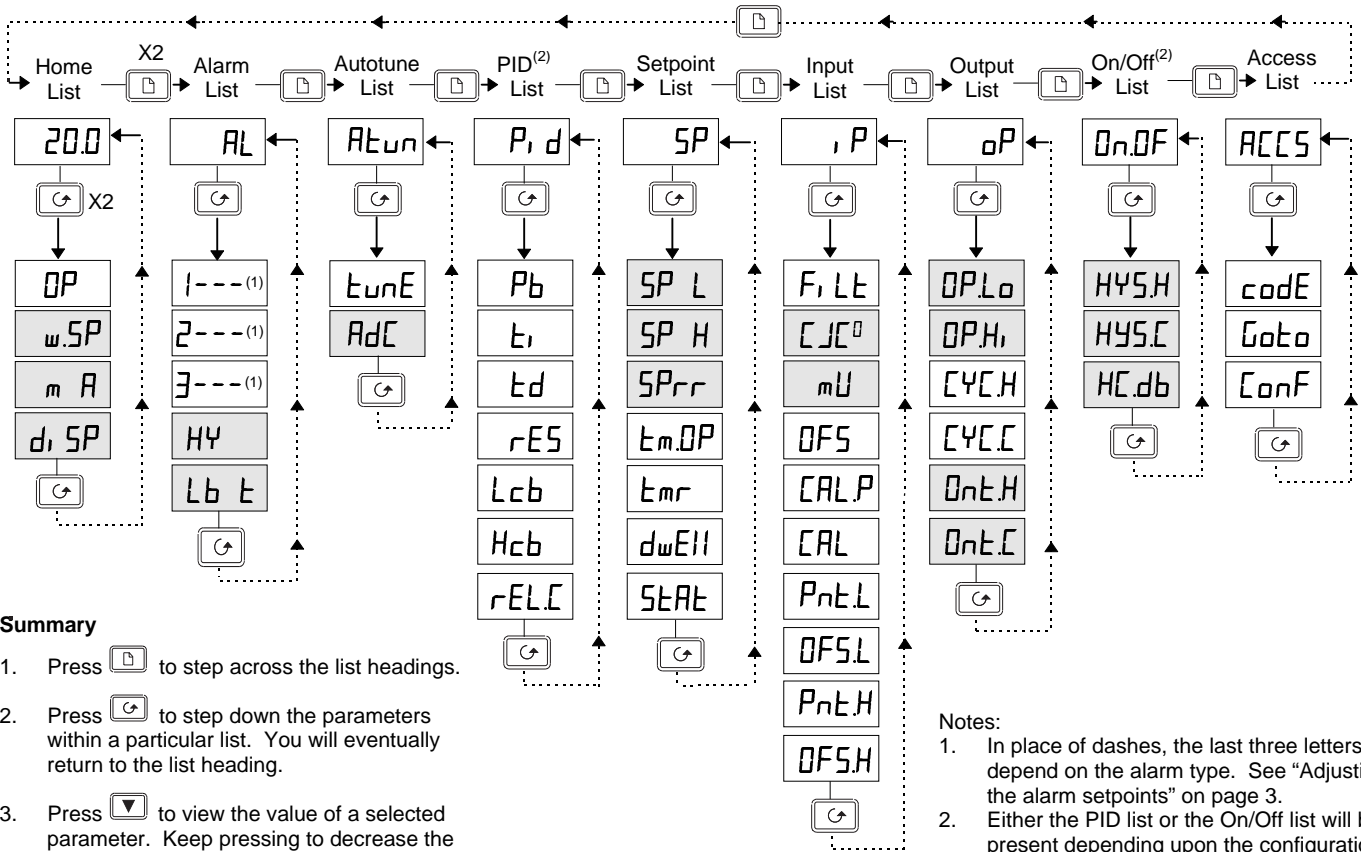 X2
Home List
Alarm List
Autotune List
PID(2) List
Setpoint List
Input List
Output List
On/Off(2) List
Access List
20.0
AL
Atun
Pi d
SP
iP
oP
On.OF
ACCS
X2
OP
w.SP
m A
di SP
1---(1)
2---(1)
3---(1)
HY
Lb t
tunE
AdC
Pb
ti
td
rES
Lcb
Hcb
rEL.C
SP L
SP H
SPrr
tm.OP
tmr
dwEll
StAt
Fi Lt
CJC°
mU
OFS
CAL.P
CAL
Pnt.L
OFS.L
Pnt.H
OFS.H
OP.Lo
OP.Hi
CYC.H
CYC.C
Ont.H
Ont.C
HYS.H
HYS.C
HC.db
codE
Goto
ConF
Summary
1. Press to step across the list headings.
2. Press to step down the parameters
within a particular list. You will eventually
return to the list heading.
3. Press to view the value of a selected
parameter. Keep pressing to decrease the
Notes:
1. In place of dashes, the last three letters
depend on the alarm type. See “Adjusti
the alarm setpoints” on page 3.
2. Either the PID list or the On/Off list will b
present depending upon the configuratio